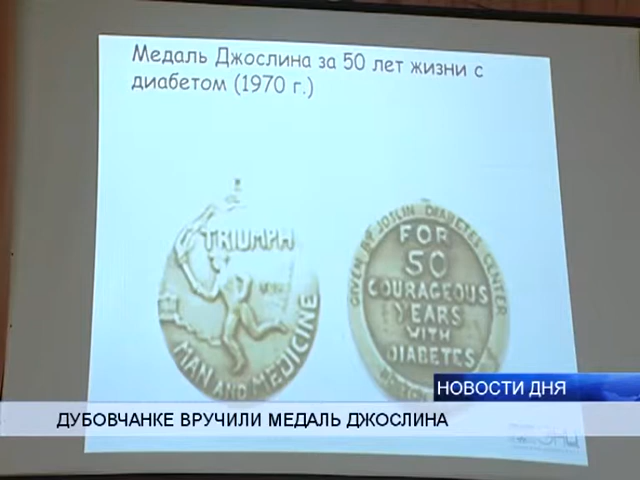 Медаль Джослина за 50 лет жизни с
диабетом (1970 г.)
TRIUMPH
MAN AND MEDICINE
GIVEN BY JOSLIN DIABETES CENTER
FOR
50
COURAGEOUS
YEARS
WITH
DIABETES
НОВОСТИ ДНЯ
ДУБОВЧАНКЕ ВРУЧИЛИ МЕДАЛЬ ДЖОСЛИНА
ЭНЦ